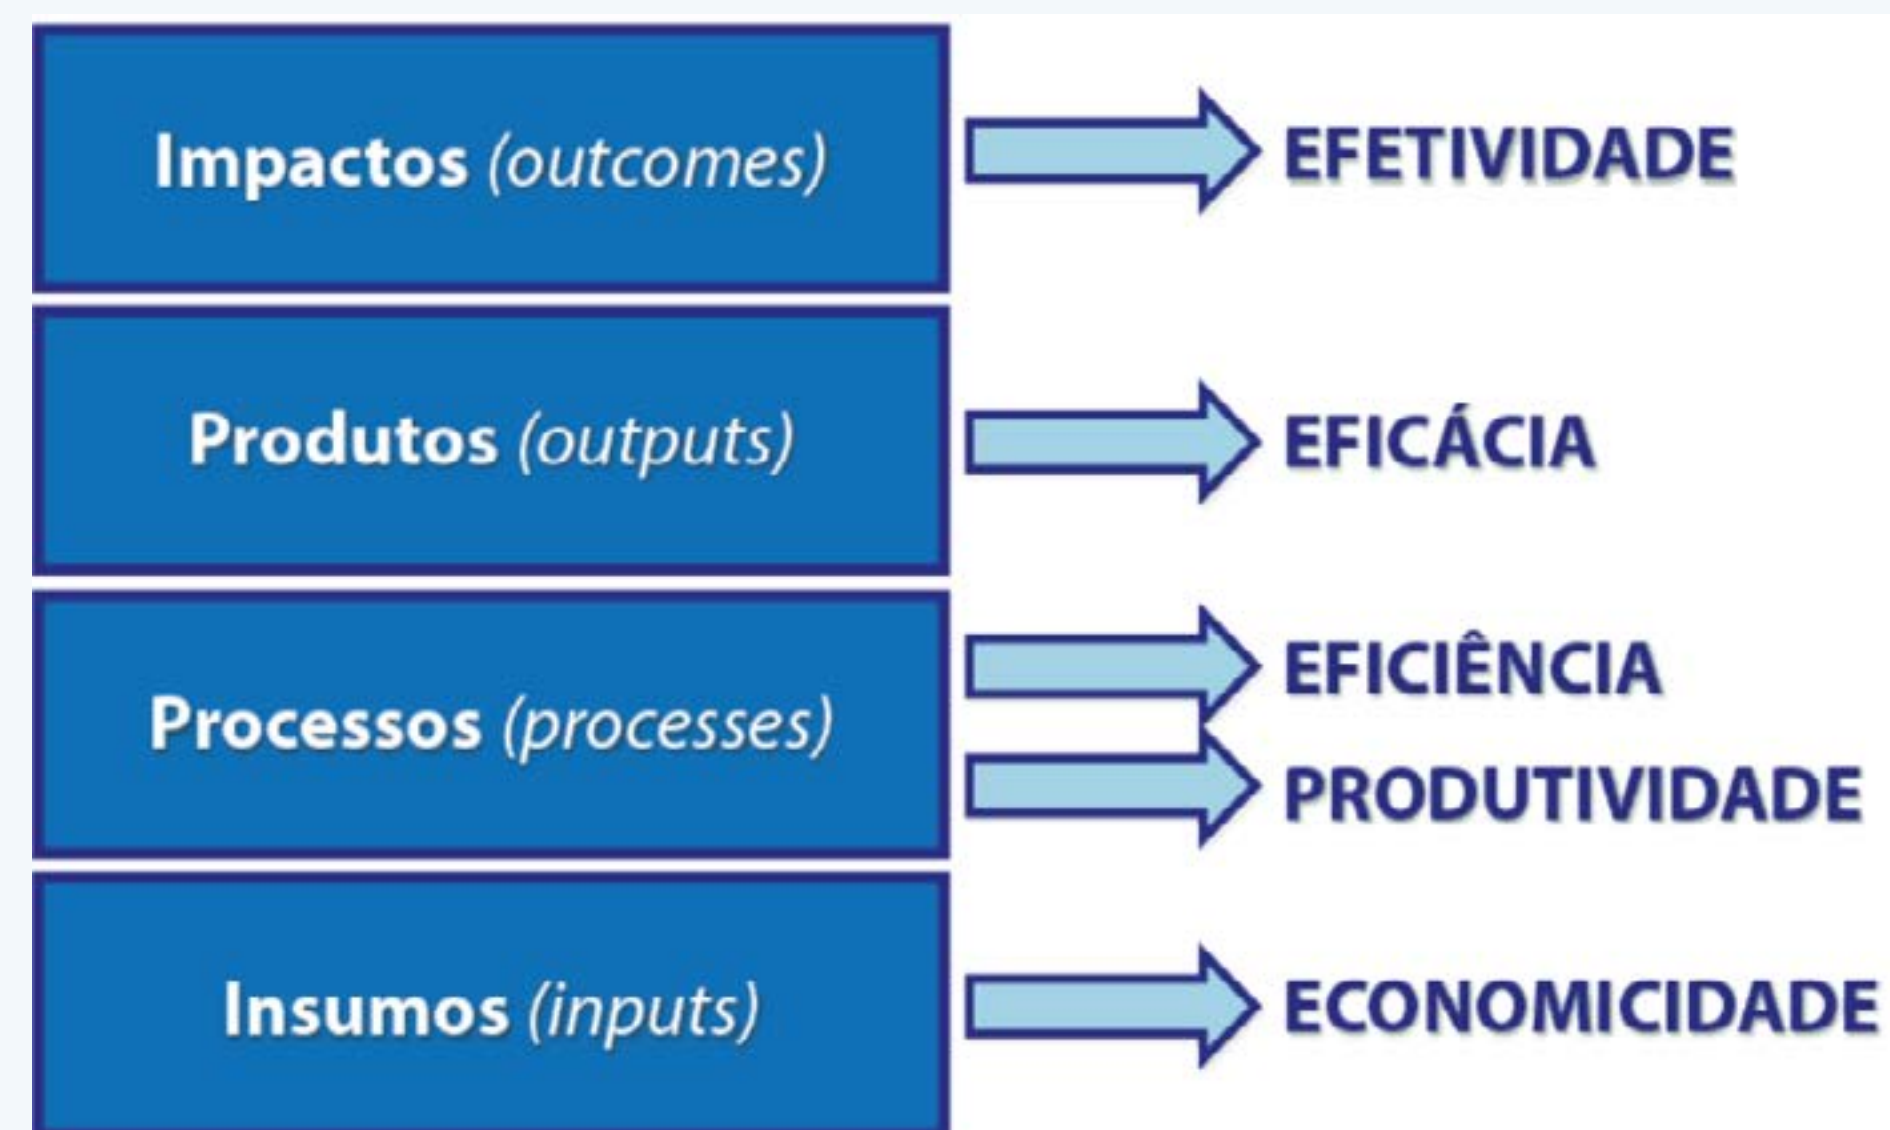 Impactos (outcomes)
EFETIVIDADE
Produtos (outputs)
EFICÁCIA
Processos (processes)
EFICIÊNCIA
PRODUTIVIDADE
Insumos (inputs)
ECONOMICIDADE